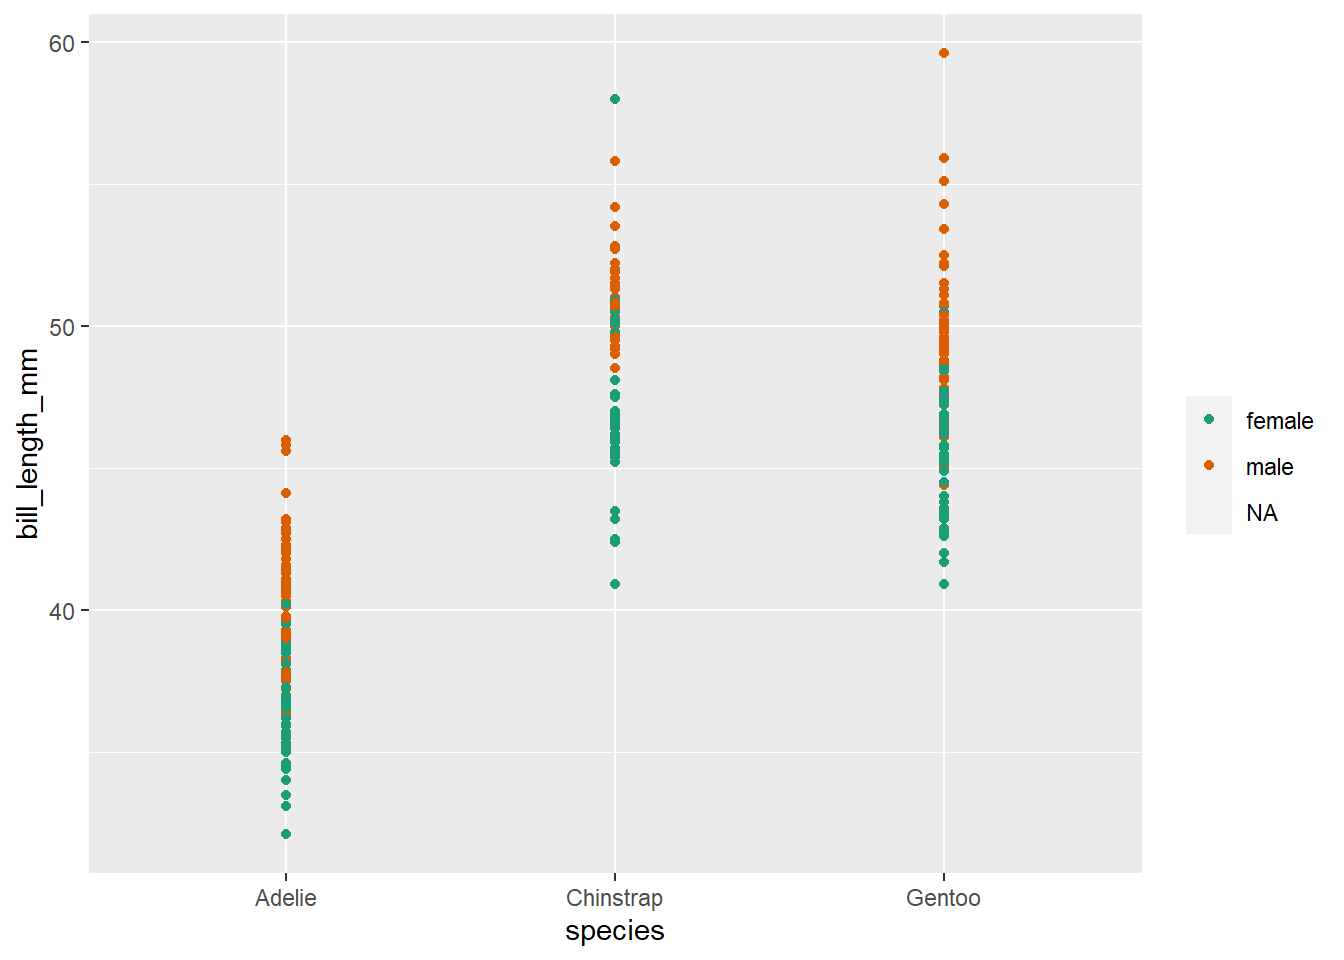 60
50
40
bill_length_mm
Adelie
Chinstrap
Gentoo
species
female
male
NA